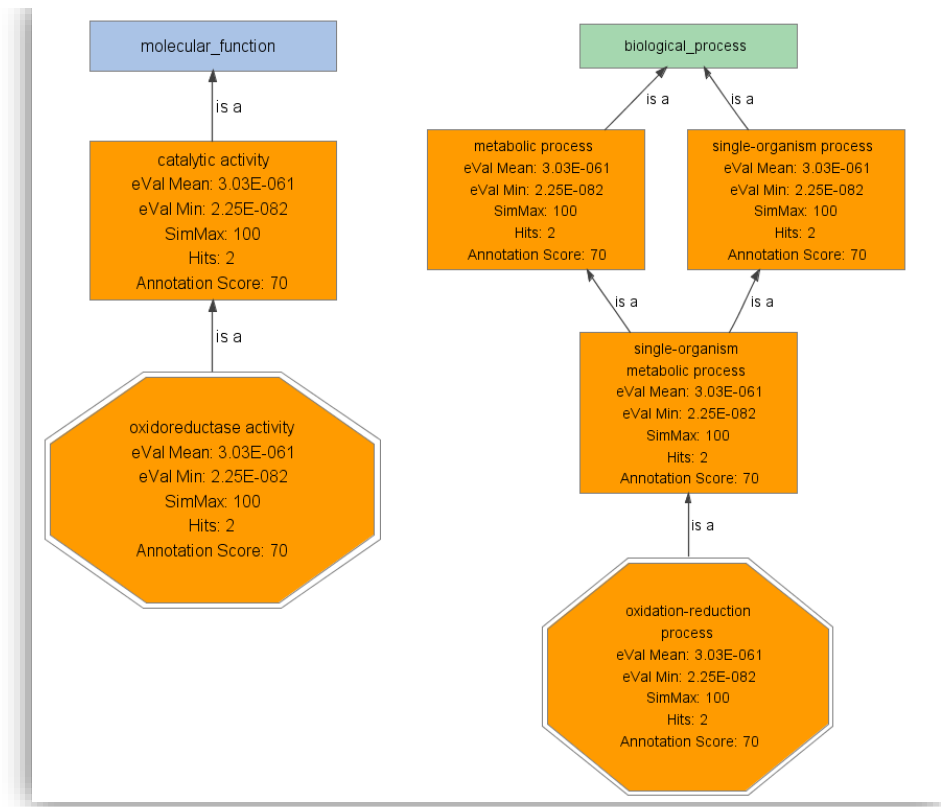 molecular_function
is a
catalytic activity
eVal Mean: 3.03E-061
eVal Min: 2.25E-082
SimMax: 100
Hits: 2
Annotation Score: 70
is a
oxidoreductase activity
eVal Mean: 3.03E-061
eVal Min: 2.25E-082
SimMax: 100
Hits: 2
Annotation Score: 70
biological_process
is a
is a
metabolic process
eVal Mean: 3.03E-061
eVal Min: 2.25E-082
SimMax: 100
Hits: 2
Annotation Score: 70
single-organism process
eVal Mean: 3.03E-061
eVal Min: 2.25E-082
SimMax: 100
Hits: 2
Annotation Score: 70
is a
is a
single-organism
metabolic process
eVal Mean: 3.03E-061
eVal Min: 2.25E-082
SimMax: 100
Hits: 2
Annotation Score: 70
is a
oxidation-reduction
process
eVal Mean: 3.03E-061
eVal Min: 2.25E-082
SimMax: 100
Hits: 2
Annotation Score: 70